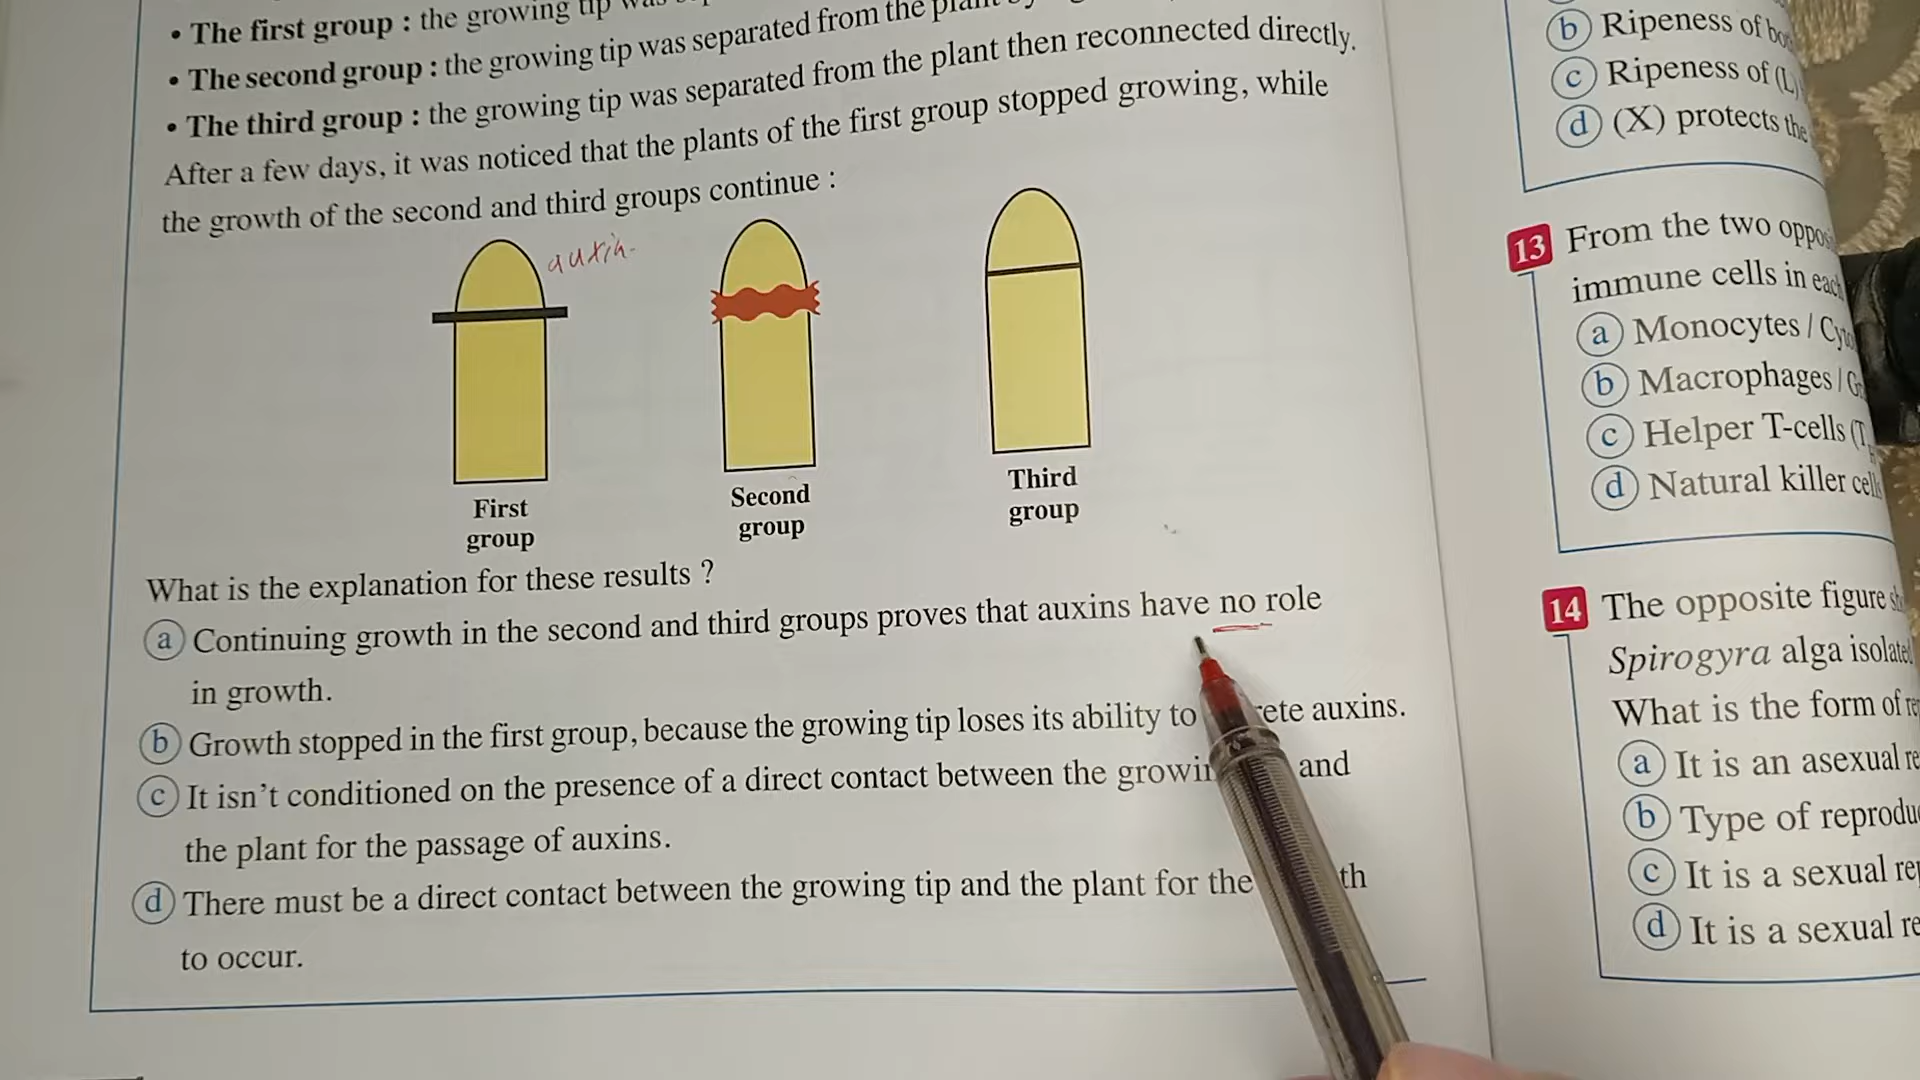 • The first group : the growing tip was
• The second group : the growing tip was separated from the plant
• The third group : the growing tip was separated from the plant then reconnected directly.
After a few days, it was noticed that the plants of the first group stopped growing, while
the growth of the second and third groups continue :
auxin
First
group
Second
group
Third
group
What is the explanation for these results ?
a Continuing growth in the second and third groups proves that auxins have no role
in growth.
b Growth stopped in the first group, because the growing tip loses its ability to auxins.
c It isn't conditioned on the presence of a direct contact between the and
the plant for the passage of auxins.
d There must be a direct contact between the growing tip and the plant for the
to occur.
b Ripeness of
c Ripeness of (L)
d (X) protects the
13 From the two
immune cells in
a Monocytes /
b Macrophages /
c Helper T-cells
d Natural killer
14 The opposite figure
Spirogyra alga
What is the form of
a It is an asexual
b Type of
c It is a sexual
d It is a sexual